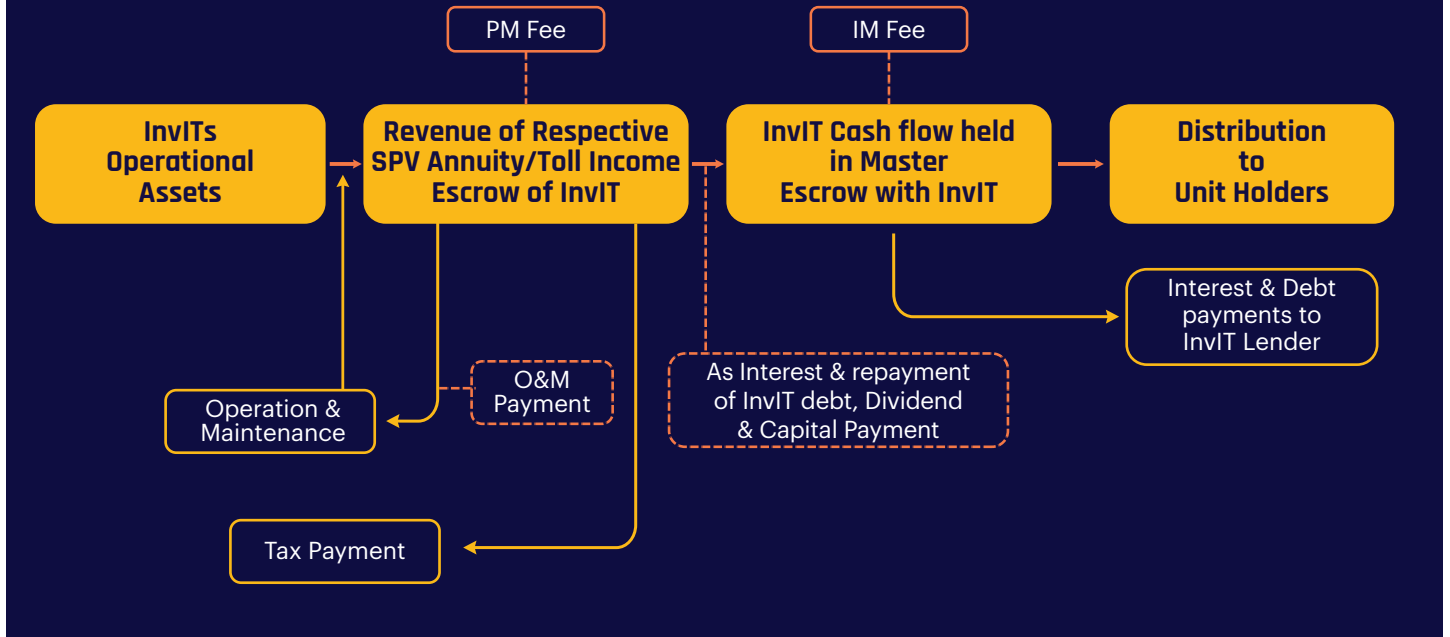 PM Fee
IM Fee
InvITs
Operational
Assets
Revenue of Respective
SPV Annuity/Toll Income
Escrow of InvIT
InvIT Cash flow held
in Master
Escrow with InvIT
Distribution
to
Unit Holders
Interest & Debt
payments to
InvIT Lender
O&M
Payment
As Interest & repayment
of InvIT debt, Dividend
& Capital Payment
Operation &
Maintenance
Tax Payment